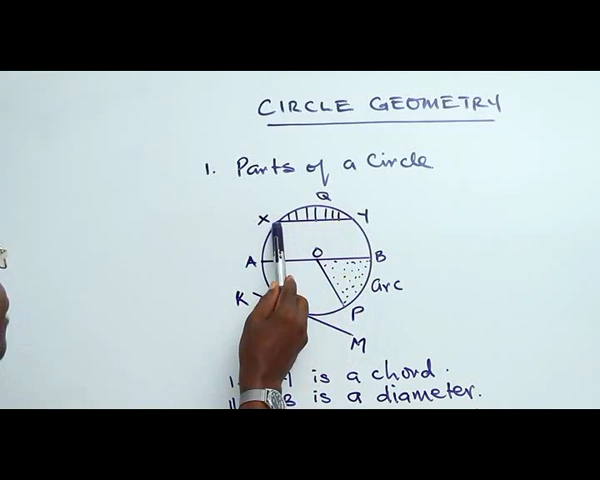 CIRCLE GEOMETRY
1. Parts of a Circle
Q
X Y
A O B
arc
K
P
M
is a chord.
is a diameter.